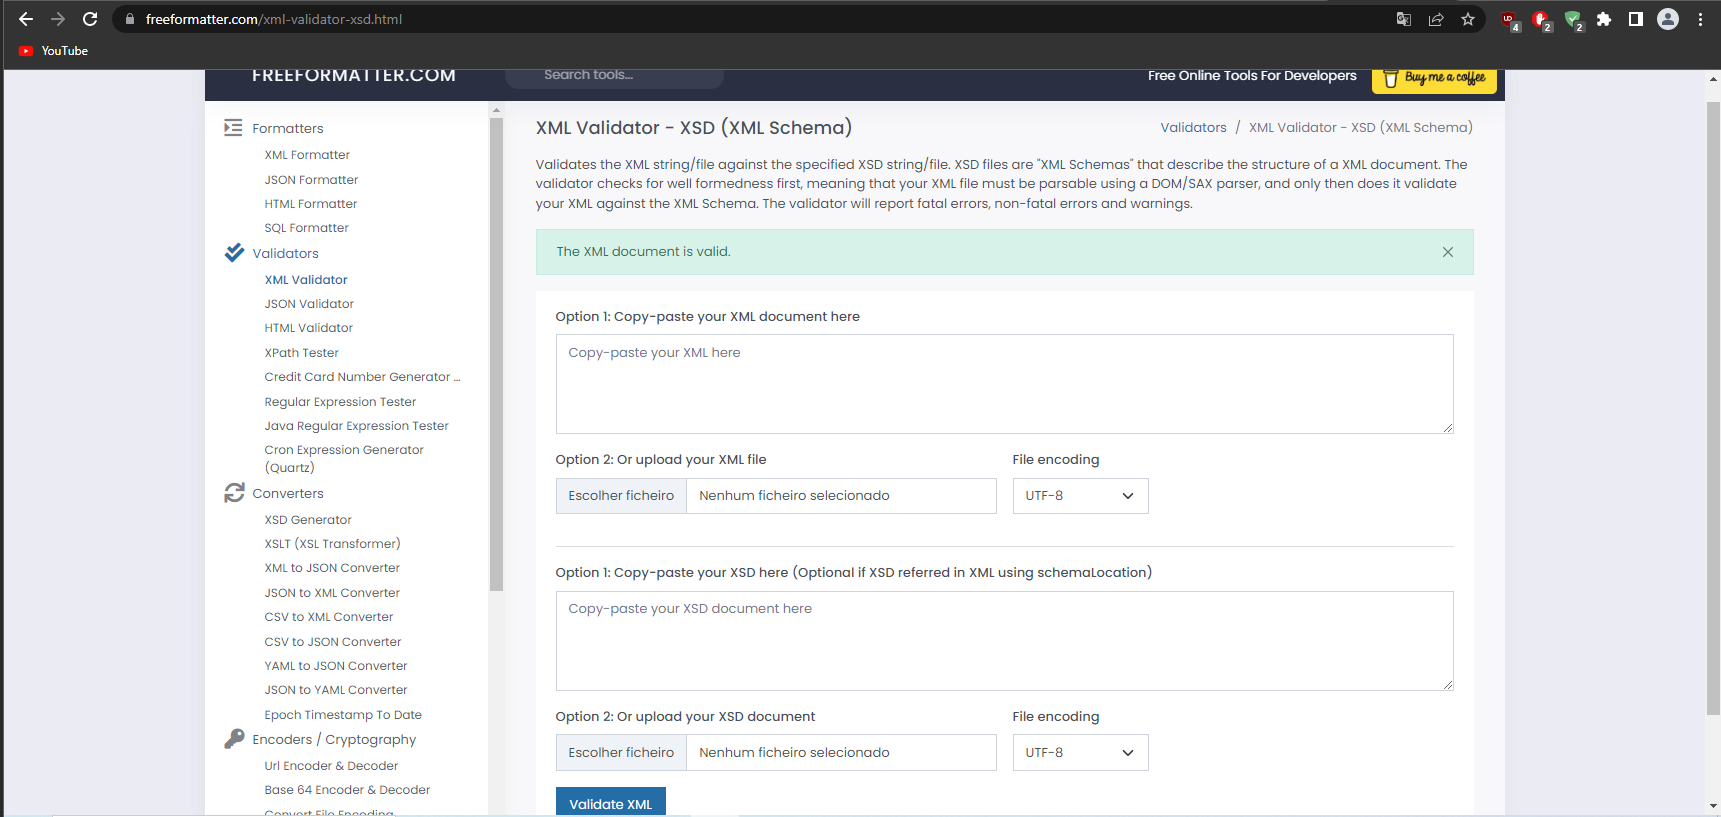 freeformatter.com/xml-validator-xsd.html
4
2
2
YouTube
FREEFORMATTER.COM
Search tools...
Free Online Tools For Developers
Buy me a coffee
Formatters
XML Formatter
JSON Formatter
HTML Formatter
SQL Formatter
Validators
XML Validator
JSON Validator
HTML Validator
XPath Tester
Credit Card Number Generator ...
Regular Expression Tester
Java Regular Expression Tester
Cron Expression Generator
(Quartz)
Converters
XSD Generator
XSLT (XSL Transformer)
XML to JSON Converter
JSON to XML Converter
CSV to XML Converter
CSV to JSON Converter
YAML to JSON Converter
JSON to YAML Converter
Epoch Timestamp To Date
Encoders / Cryptography
Url Encoder & Decoder
Base 64 Encoder & Decoder
Convert File Encoding
XML Validator - XSD (XML Schema)
Validators / XML Validator - XSD (XML Schema)
Validates the XML string/file against the specified XSD string/file. XSD files are "XML Schemas" that describe the structure of a XML document. The
validator checks for well formedness first, meaning that your XML file must be parsable using a DOM/SAX parser, and only then does it validate
your XML against the XML Schema. The validator will report fatal errors, non-fatal errors and warnings.
The XML document is valid.
Option 1: Copy-paste your XML document here
Copy-paste your XML here
Option 2: Or upload your XML file
File encoding
Escolher ficheiro
Nenhum ficheiro selecionado
UTF-8
Option 1: Copy-paste your XSD here (Optional if XSD referred in XML using schemaLocation)
Copy-paste your XSD document here
Option 2: Or upload your XSD document
File encoding
Escolher ficheiro
Nenhum ficheiro selecionado
UTF-8
Validate XML